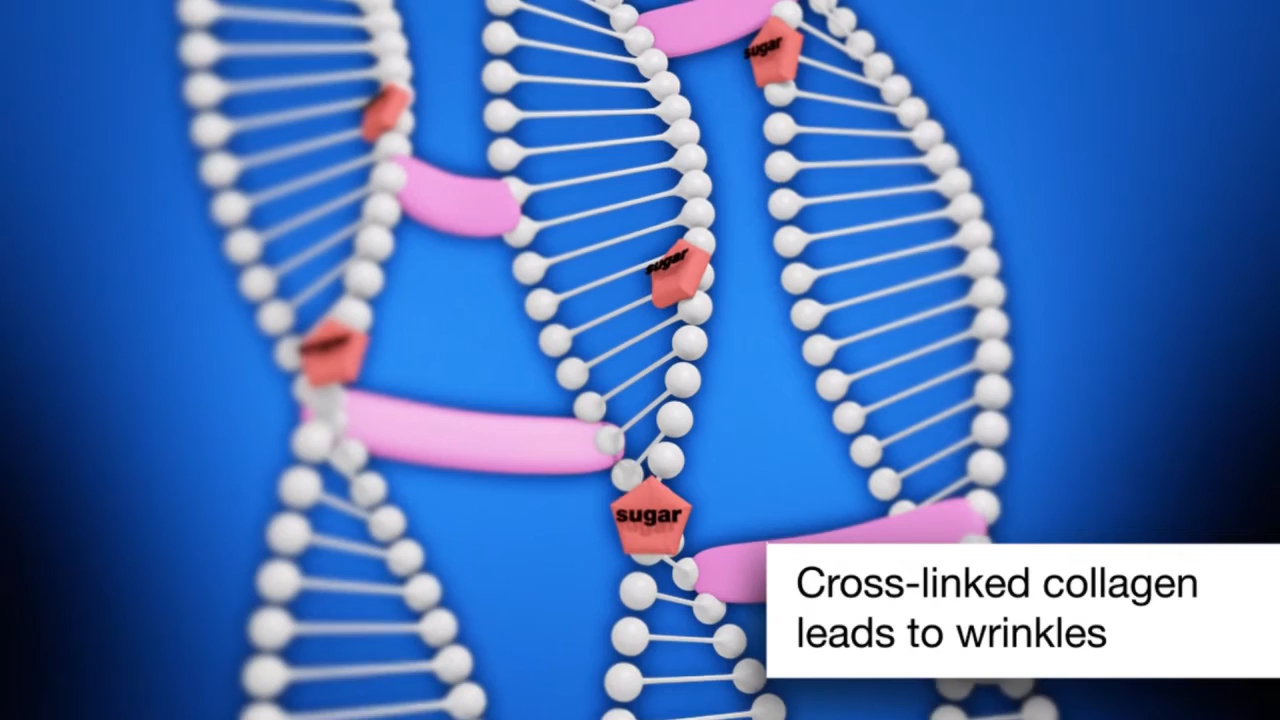 sugar
sugar
sugar
Cross-linked collagen
leads to wrinkles